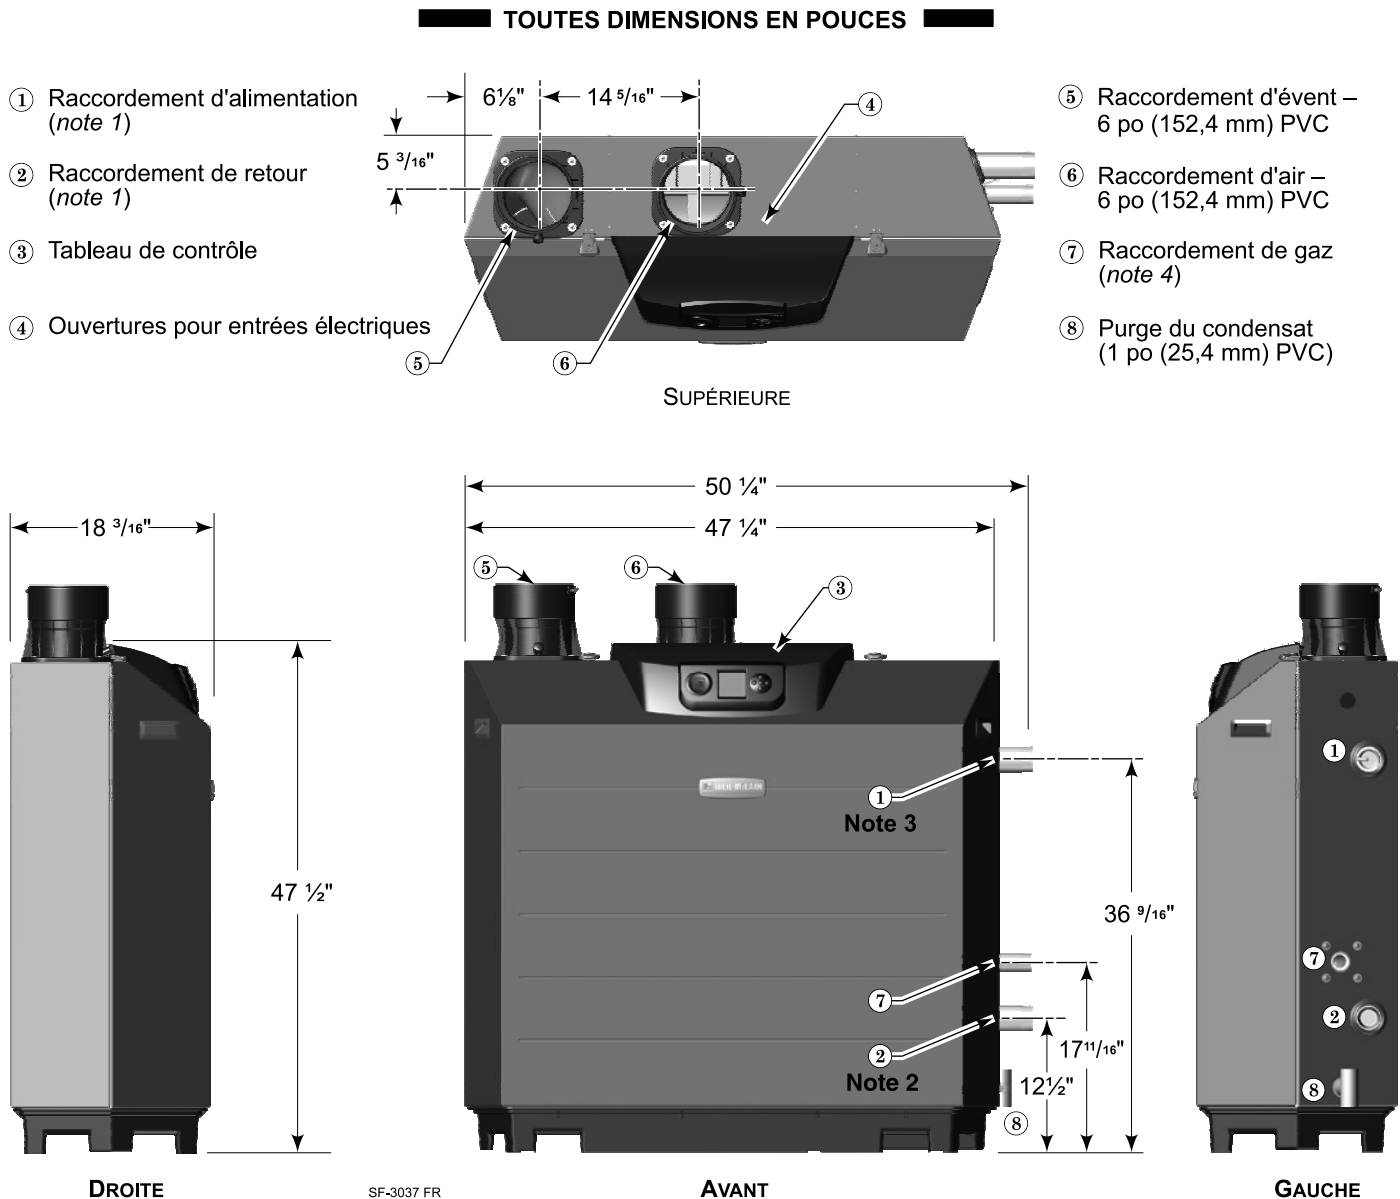 TOUTES DIMENSIONS EN POUCES
① Raccordement d'alimentation
(note 1)
② Raccordement de retour
(note 1)
③ Tableau de contrôle
④ Ouvertures pour entrées électriques
6⅛"
14 5/16"
5 3/16"
④
⑤
⑥
SUPÉRIEURE
⑤ Raccordement d'évent –
6 po (152,4 mm) PVC
⑥ Raccordement d'air –
6 po (152,4 mm) PVC
⑦ Raccordement de gaz
(note 4)
⑧ Purge du condensat
(1 po (25,4 mm) PVC)
18 3/16"
47 ½"
DROITE
SF-3037 FR
50 ¼"
47 ¼"
⑤
⑥
③
WEIL-McLAIN
①
Note 3
⑦
②
Note 2
36 9/16"
17 11/16"
12½"
⑧
AVANT
①
⑦
②
⑧
GAUCHE